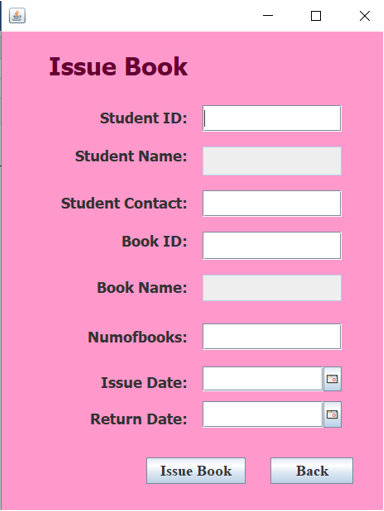 Issue Book
Student ID:
Student Name:
Student Contact:
Book ID:
Book Name:
Numofbooks:
Issue Date:
Return Date:
Issue Book Back